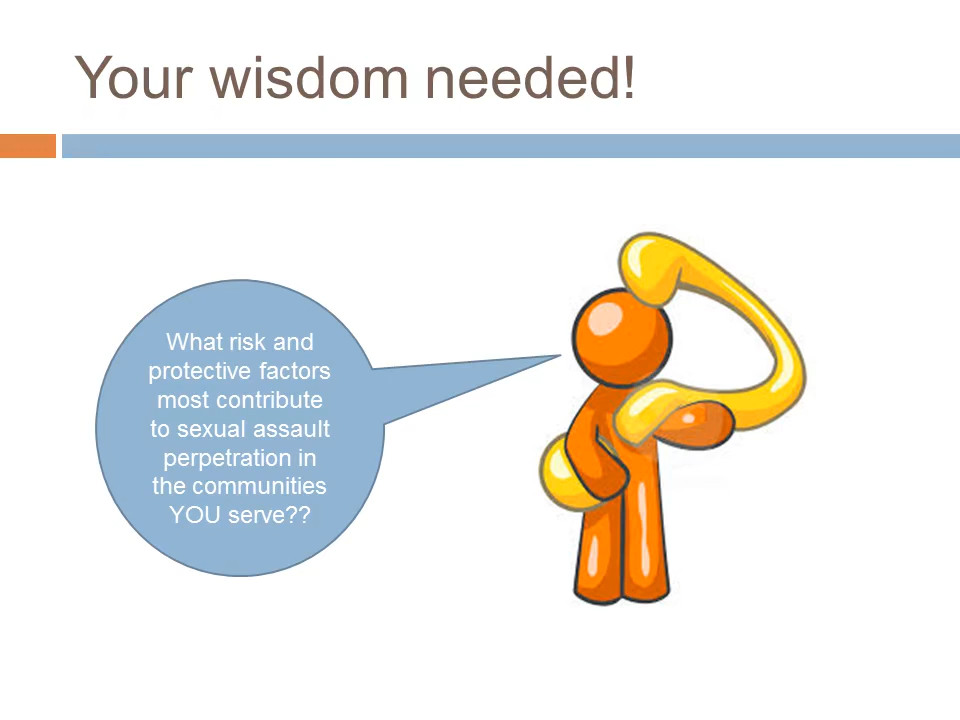 Your wisdom needed!
What risk and
protective factors
most contribute
to sexual assault
perpetration in
the communities
YOU serve??